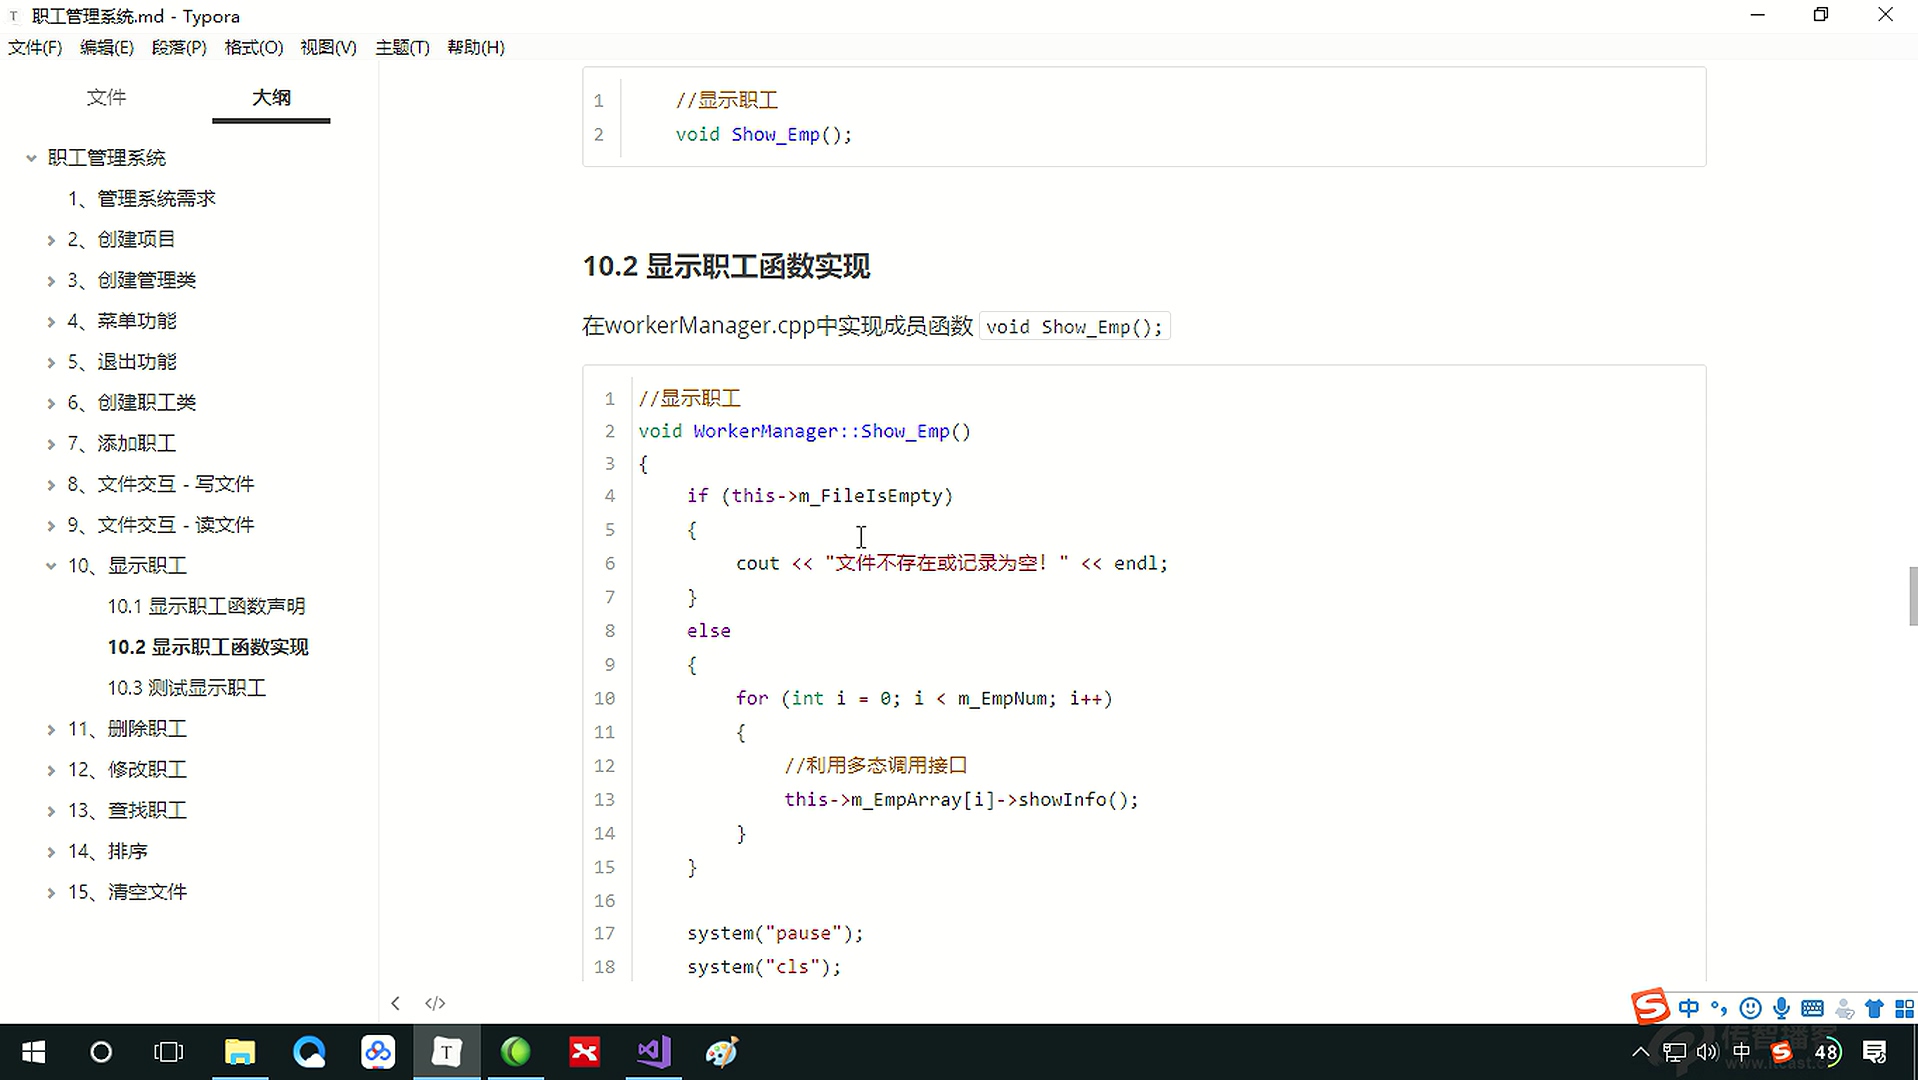 职工管理系统.md - Typora
文件(F) 编辑(E) 段落(P) 格式(O) 视图(V) 主题(T) 帮助(H)
文件 大纲
职工管理系统
1、管理系统需求
2、创建项目
3、创建管理类
4、菜单功能
5、退出功能
6、创建职工类
7、添加职工
8、文件交互 - 写文件
9、文件交互 - 读文件
10、显示职工
10.1 显示职工函数声明
10.2 显示职工函数实现
10.3 测试显示职工
11、删除职工
12、修改职工
13、查找职工
14、排序
15、清空文件
1 //显示职工
2 void Show_Emp();
10.2 显示职工函数实现
在workerManager.cpp中实现成员函数 void Show_Emp();
1 //显示职工
2 void WorkerManager::Show_Emp()
3 {
4 if (this->m_FileIsEmpty)
5 {
6 cout << "文件不存在或记录为空！" << endl;
7 }
8 else
9 {
10 for (int i = 0; i < m_EmpNum; i++)
11 {
12 //利用多态调用接口
13 this->m_EmpArray[i]->showInfo();
14 }
15 }
16
17 system("pause");
18 system("cls");
中
中 48